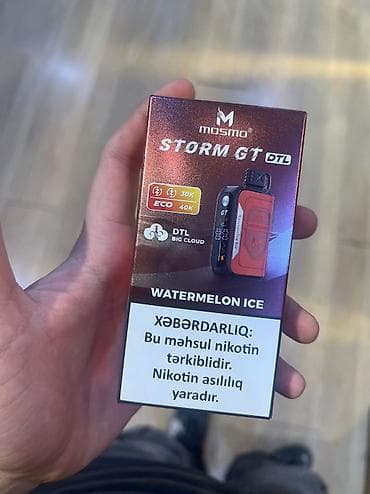 MOSMO®
STORM GT DTL
30K
ECO 40K
DTL
BIG CLOUD
GT
WATERMELON ICE
XƏBƏRDARLIQ:
Bu məhsul nikotin
tərkiblidir.
Nikotin asılılıq
yaradır.